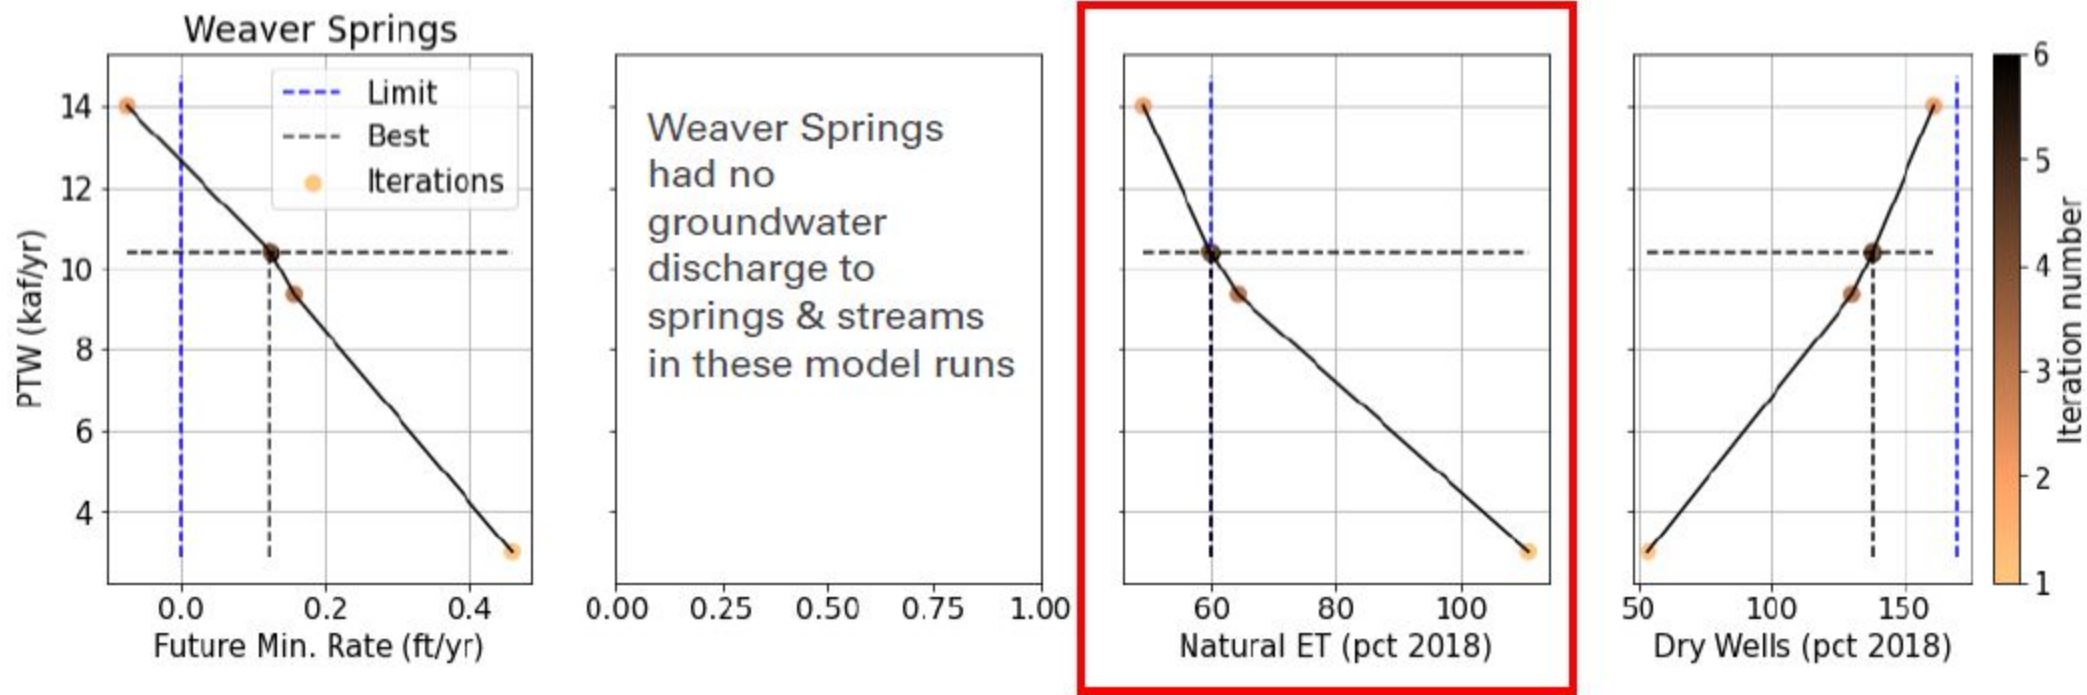 Weaver Springs
Limit
Best
Iterations
14
12
10
8
6
4
PTW (kaf/yr)
0.0 0.2 0.4
Future Min. Rate (ft/yr)
Weaver Springs
had no
groundwater
discharge to
springs & streams
in these model runs
0.00 0.25 0.50 0.75 1.00
60 80 100
Natural ET (pct 2018)
50 100 150
Dry Wells (pct 2018)
6
5
4
3
2
1
Iteration number